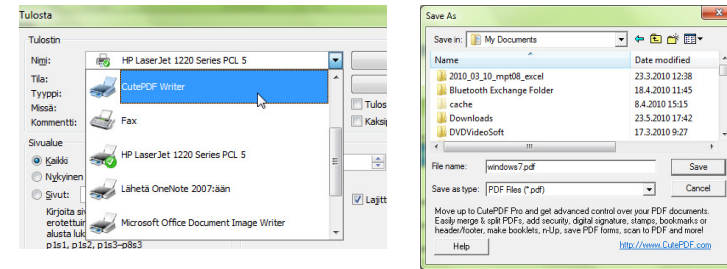 Tulosta
Tulostin
Nimi: HP LaserJet 1220 Series PCL 5
Tila:
Tyyppi:
Missä:
Kommentti:
CutePDF Writer
Fax
HP LaserJet 1220 Series PCL 5
Lähetä OneNote 2007:ään
Microsoft Office Document Image Writer
Tulos
Kaksip
Sivualue
Kaikki
Nykyinen
Sivut:
Lajitt
Kirjoita siv
erotettuin
alusta luk
p1s1, p1s2, p1s3–p8s3
Save As
Save in: My Documents
Name Date modified
2010_03_10_mpt08_excel 23.3.2010 12:38
Bluetooth Exchange Folder 18.4.2010 11:45
cache 8.4.2010 15:15
Downloads 23.5.2010 17:42
DVDVideoSoft 17.3.2010 9:27
File name: windows7.pdf Save
Save as type: PDF Files (*.pdf) Cancel
Move up to CutePDF Pro and get advanced control over your PDF documents.
Easily merge & split PDFs, add security, digital signature, stamps, bookmarks or
header/footer, make booklets, n-Up, save PDF forms, scan to PDF and more!
Help http://www.CutePDF.com